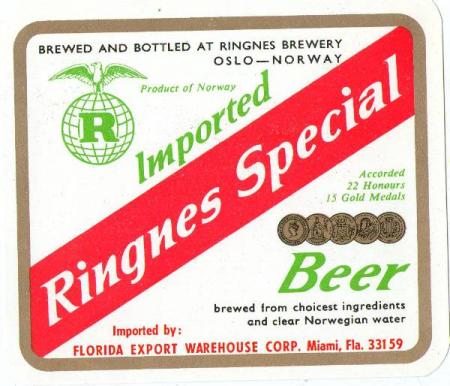 BREWED AND BOTTLED AT RINGNES BREWERY
OSLO—NORWAY
Product of Norway
R
Imported
Ringnes Special
Accorded
22 Honours
15 Gold Medals
Beer
brewed from choicest ingredients
and clear Norwegian water
Imported by:
FLORIDA EXPORT WAREHOUSE CORP. Miami, Fla. 33159